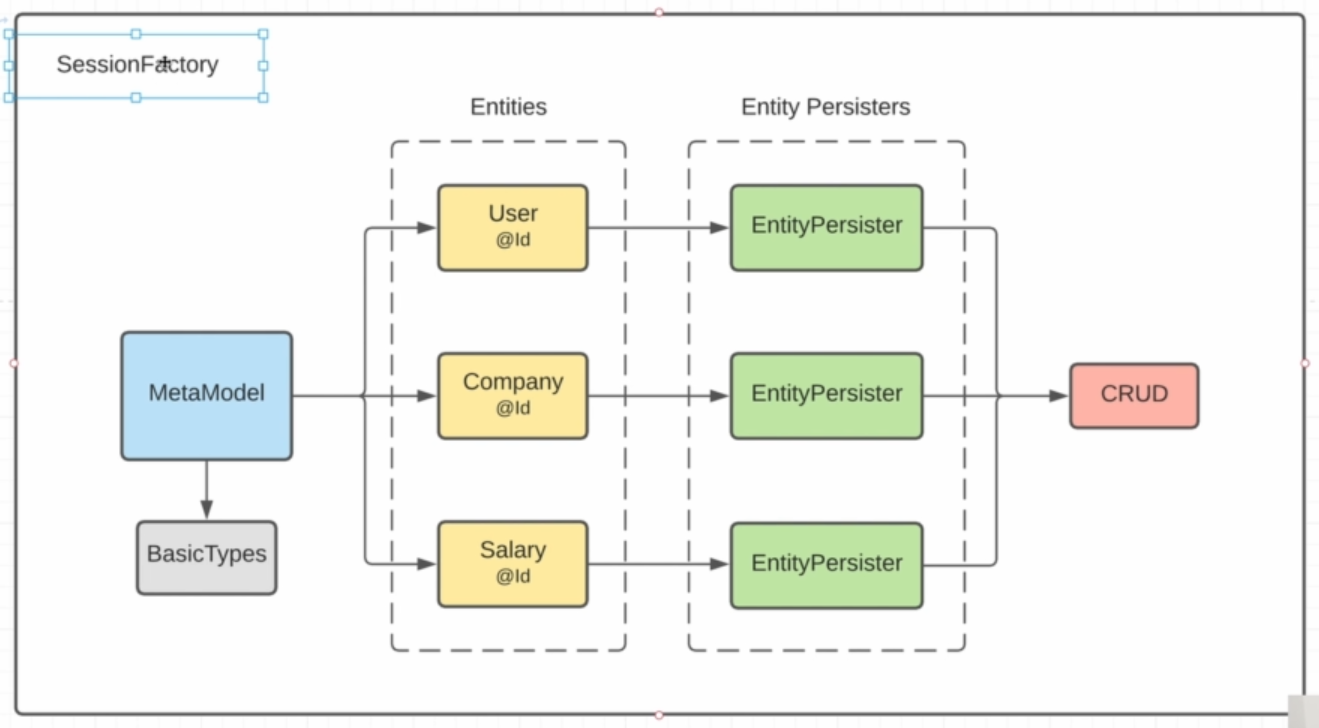 SessionFactory
Entities
Entity Persisters
User
@Id
EntityPersister
MetaModel
Company
@Id
EntityPersister
CRUD
BasicTypes
Salary
@Id
EntityPersister